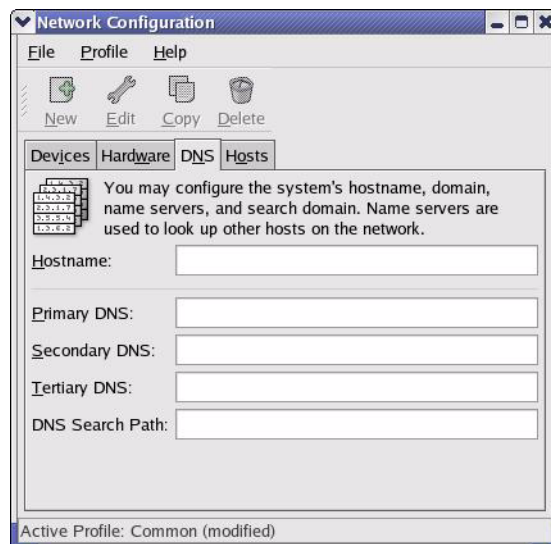 Network Configuration
File Profile Help
New Edit Copy Delete
Devices Hardware DNS Hosts
You may configure the system's hostname, domain,
name servers, and search domain. Name servers are
used to look up other hosts on the network.
Hostname:
Primary DNS:
Secondary DNS:
Tertiary DNS:
DNS Search Path:
Active Profile: Common (modified)